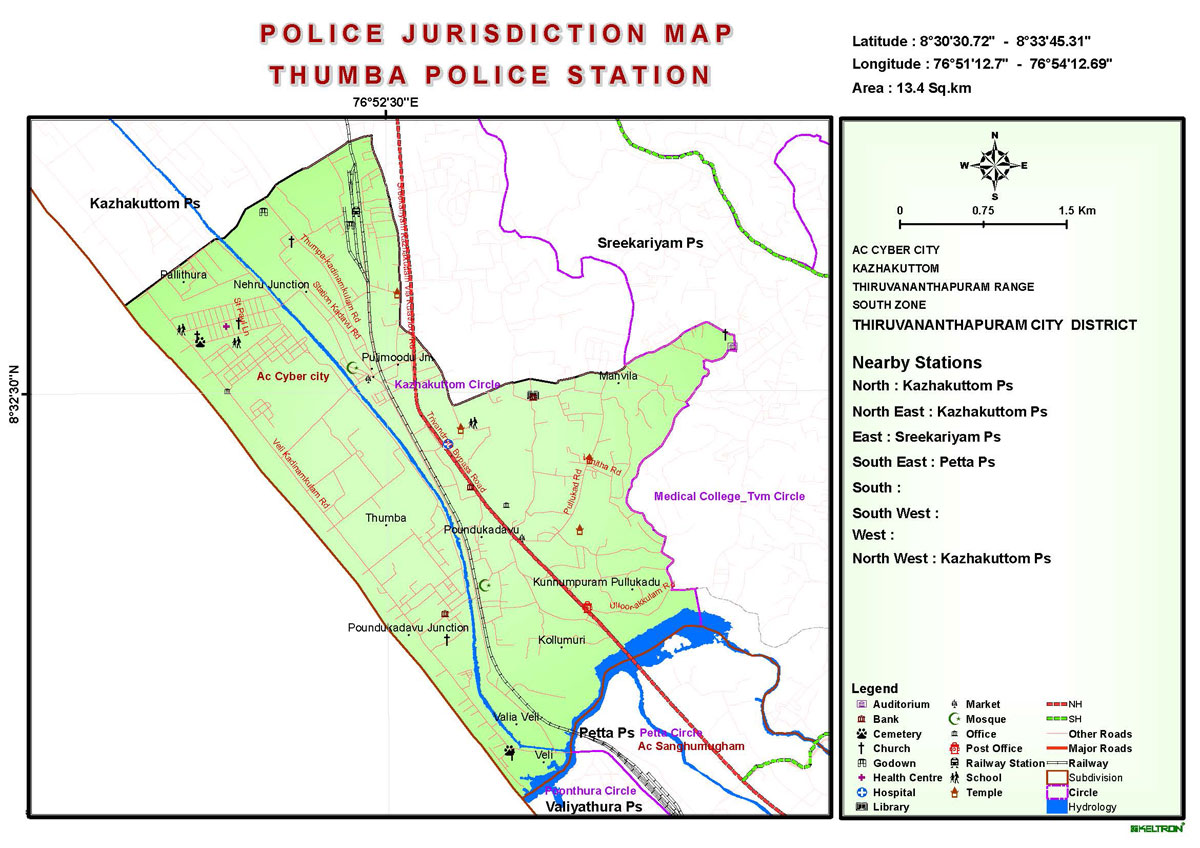 POLICE JURISDICTION MAP
THUMBA POLICE STATION
Latitude : 8°30'30.72" - 8°33'45.31"
Longitude : 76°51'12.7" - 76°54'12.69"
Area : 13.4 Sq.km
76°52'30"E
8°32'30"N
Kazhakuttom Ps
Sreekariyam Ps
Pallithura
Nehru Junction
Thumpa-Kadinamkulam Rd
Station Kadavu Rd
St Paul Ln
Pulimoodu Jn
Ac Cyber city
Kazhakuttom Circle
Manvila
Trivandrum Bypass Road
Veli Kadinamkulam Rd
Pullukad Rd
Medical College_Tvm Circle
Thumba
Poundukadavu
Kunnumpuram Pullukadu
Ulloor-akkulam Rd
Poundukadavu Junction
Kollumuri
Valia Veli
Petta Ps
Petta Circle
Ac Sanghumugham
Veli
Poonthura Circle
Valiyathura Ps
N
W
E
S
0 0.75 1.5 Km
AC CYBER CITY
KAZHAKUTTOM
THIRUVANANTHAPURAM RANGE
SOUTH ZONE
THIRUVANANTHAPURAM CITY DISTRICT
Nearby Stations
North : Kazhakuttom Ps
North East : Kazhakuttom Ps
East : Sreekariyam Ps
South East : Petta Ps
South :
South West :
West :
North West : Kazhakuttom Ps
Legend
Auditorium
Bank
Cemetery
Church
Godown
Health Centre
Hospital
Library
Market
Mosque
Office
Post Office
Railway Station
School
Temple
NH
SH
Other Roads
Major Roads
Railway
Subdivision
Circle
Hydrology
KELTRON